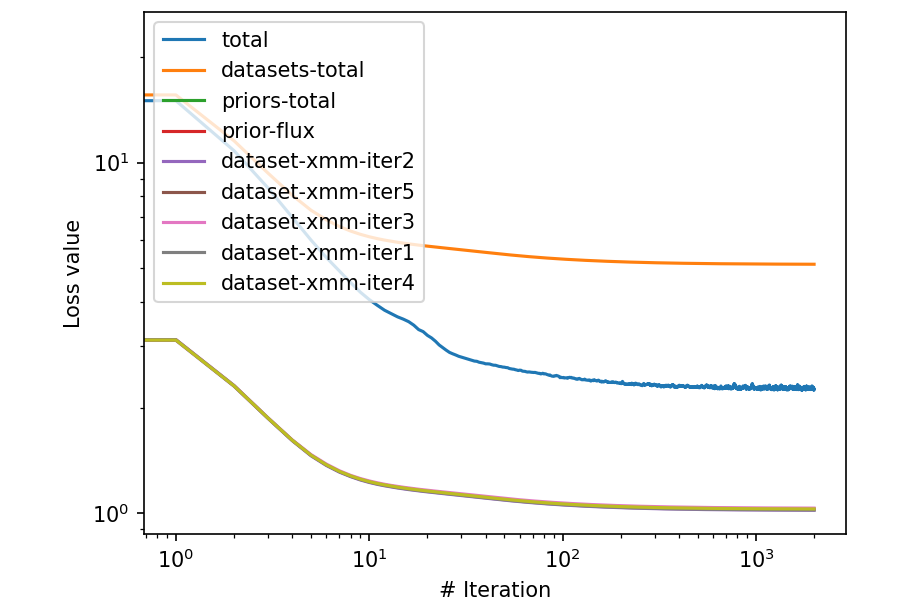 total
datasets-total
priors-total
prior-flux
dataset-xmm-iter2
dataset-xmm-iter5
dataset-xmm-iter3
dataset-xmm-iter1
dataset-xmm-iter4
10¹
10⁰
Loss value
10⁰ 10¹ 10² 10³
# Iteration